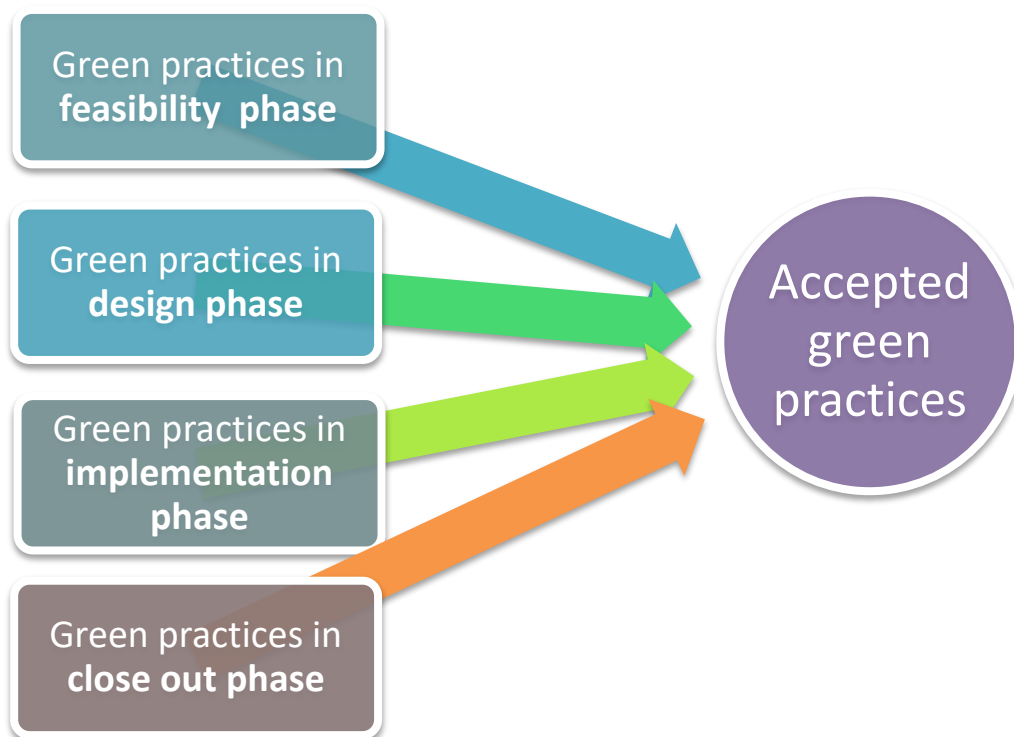 Green practices in
feasibility  phase
Green practices in
design phase
Green practices in
implementation
phase
Green practices in
close out phase
Accepted
green
practices